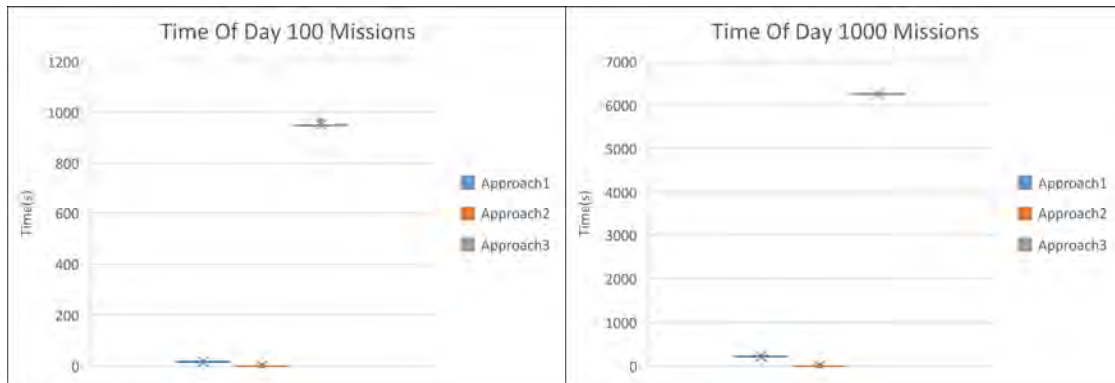 Time Of Day 100 Missions
1200
1000
800
600
400
200
0
Time(s)
Approach1
Approach2
Approach3
Time Of Day 1000 Missions
7000
6000
5000
4000
3000
2000
1000
0
Time(s)
Approach1
Approach2
Approach3